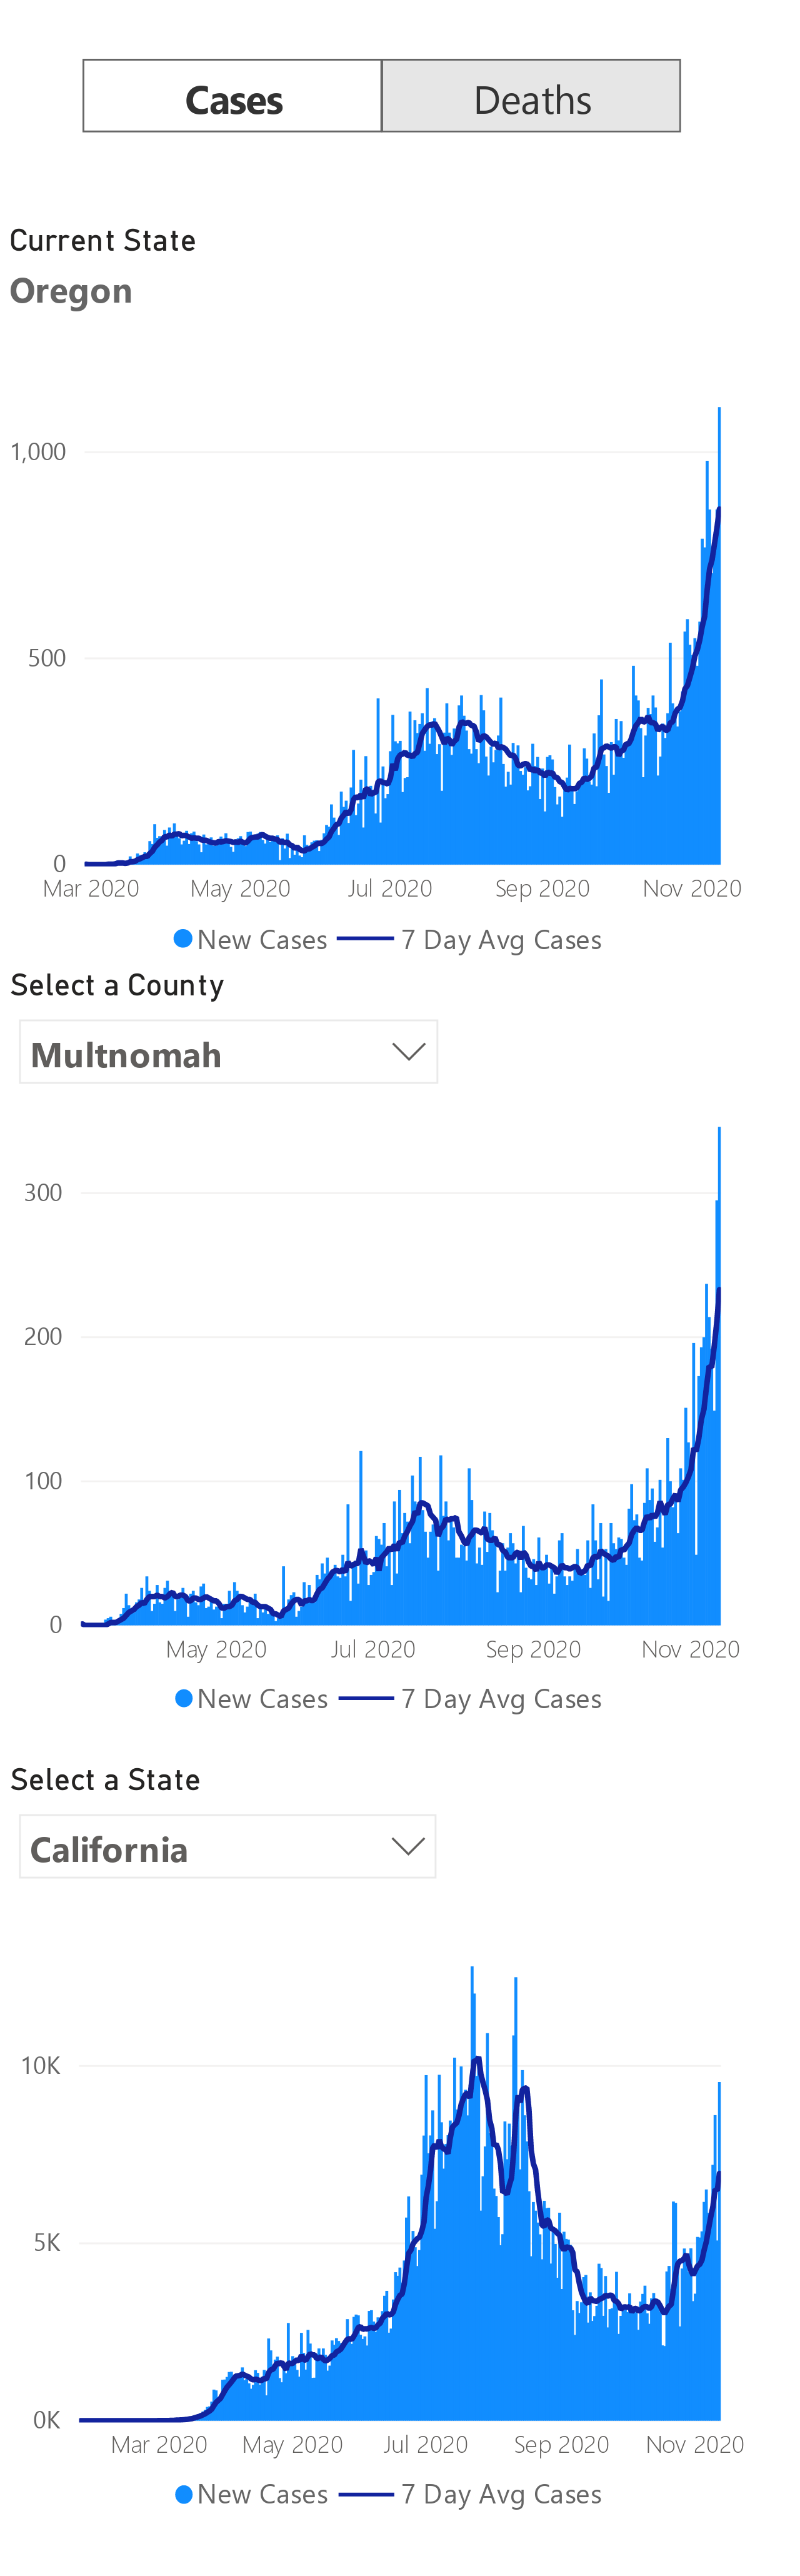 Cases Deaths
Current State
Oregon
1,000
500
0
Mar 2020 May 2020 Jul 2020 Sep 2020 Nov 2020
New Cases 7 Day Avg Cases
Select a County
Multnomah
300
200
100
0
May 2020 Jul 2020 Sep 2020 Nov 2020
New Cases 7 Day Avg Cases
Select a State
California
10K
5K
0K
Mar 2020 May 2020 Jul 2020 Sep 2020 Nov 2020
New Cases 7 Day Avg Cases